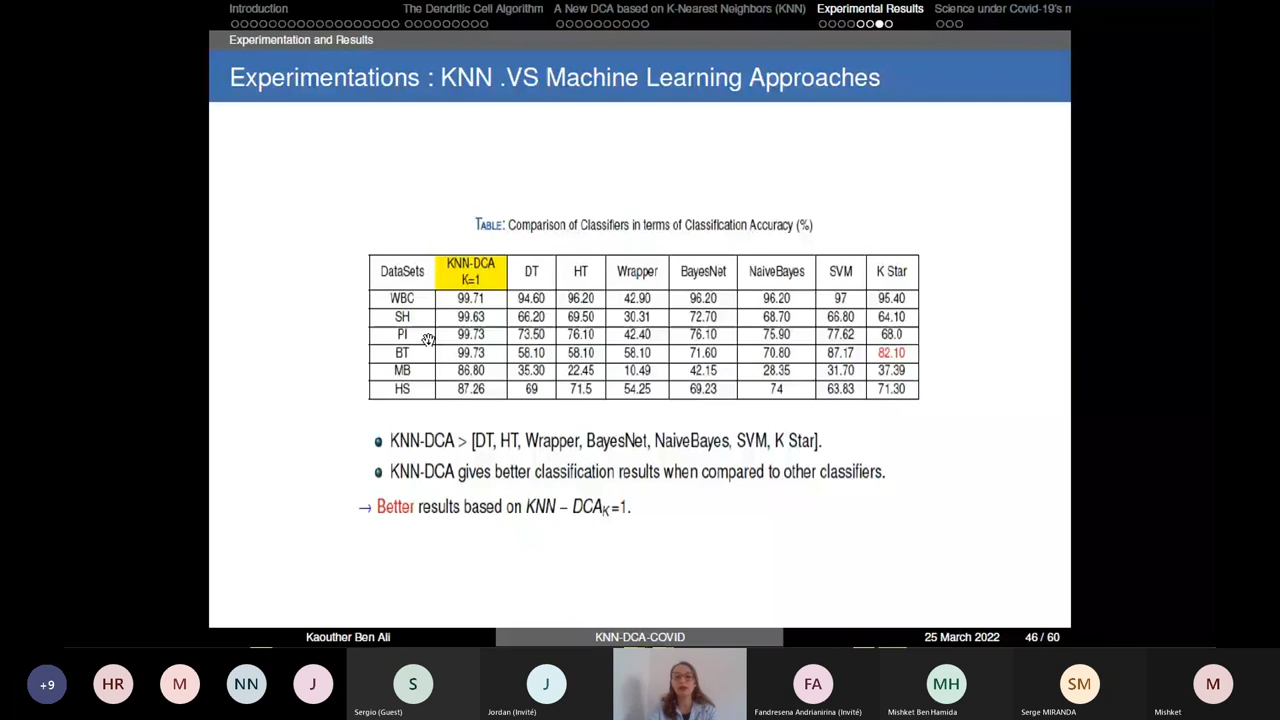 Introduction The Dendritic Cell Algorithm A New DCA based on K-Nearest Neighbors (KNN) Experimental Results Science under Covid-19's
Experimentation and Results
Experimentations : KNN .VS Machine Learning Approaches
TABLE: Comparison of Classifiers in terms of Classification Accuracy (%)
DataSets KNN-DCA K=1 DT HT Wrapper BayesNet NaiveBayes SVM K Star
WBC 99.71 94.60 96.20 42.90 96.20 96.20 97 95.40
SH 99.63 66.20 69.50 30.31 72.70 68.70 66.80 64.10
PI 99.73 73.50 76.10 42.40 76.10 75.90 77.62 68.0
BT 99.73 58.10 58.10 58.10 71.60 70.80 87.17 82.10
MB 86.80 35.30 22.45 10.49 42.15 28.35 31.70 37.39
HS 87.26 69 71.5 54.25 69.23 74 63.83 71.30
KNN-DCA > [DT, HT, Wrapper, BayesNet, NaiveBayes, SVM, K Star].
KNN-DCA gives better classification results when compared to other classifiers.
→ Better results based on KNN – DCA_K=1.
Kaouther Ben Ali KNN-DCA-COVID 25 March 2022 46 / 60
+9 HR M NN J S J FA MH SM M
Sergio (Guest) Jordan (Invité) Fandresena Andrianirina (Invité) Mishket Ben Hamida Serge MIRANDA Mishket